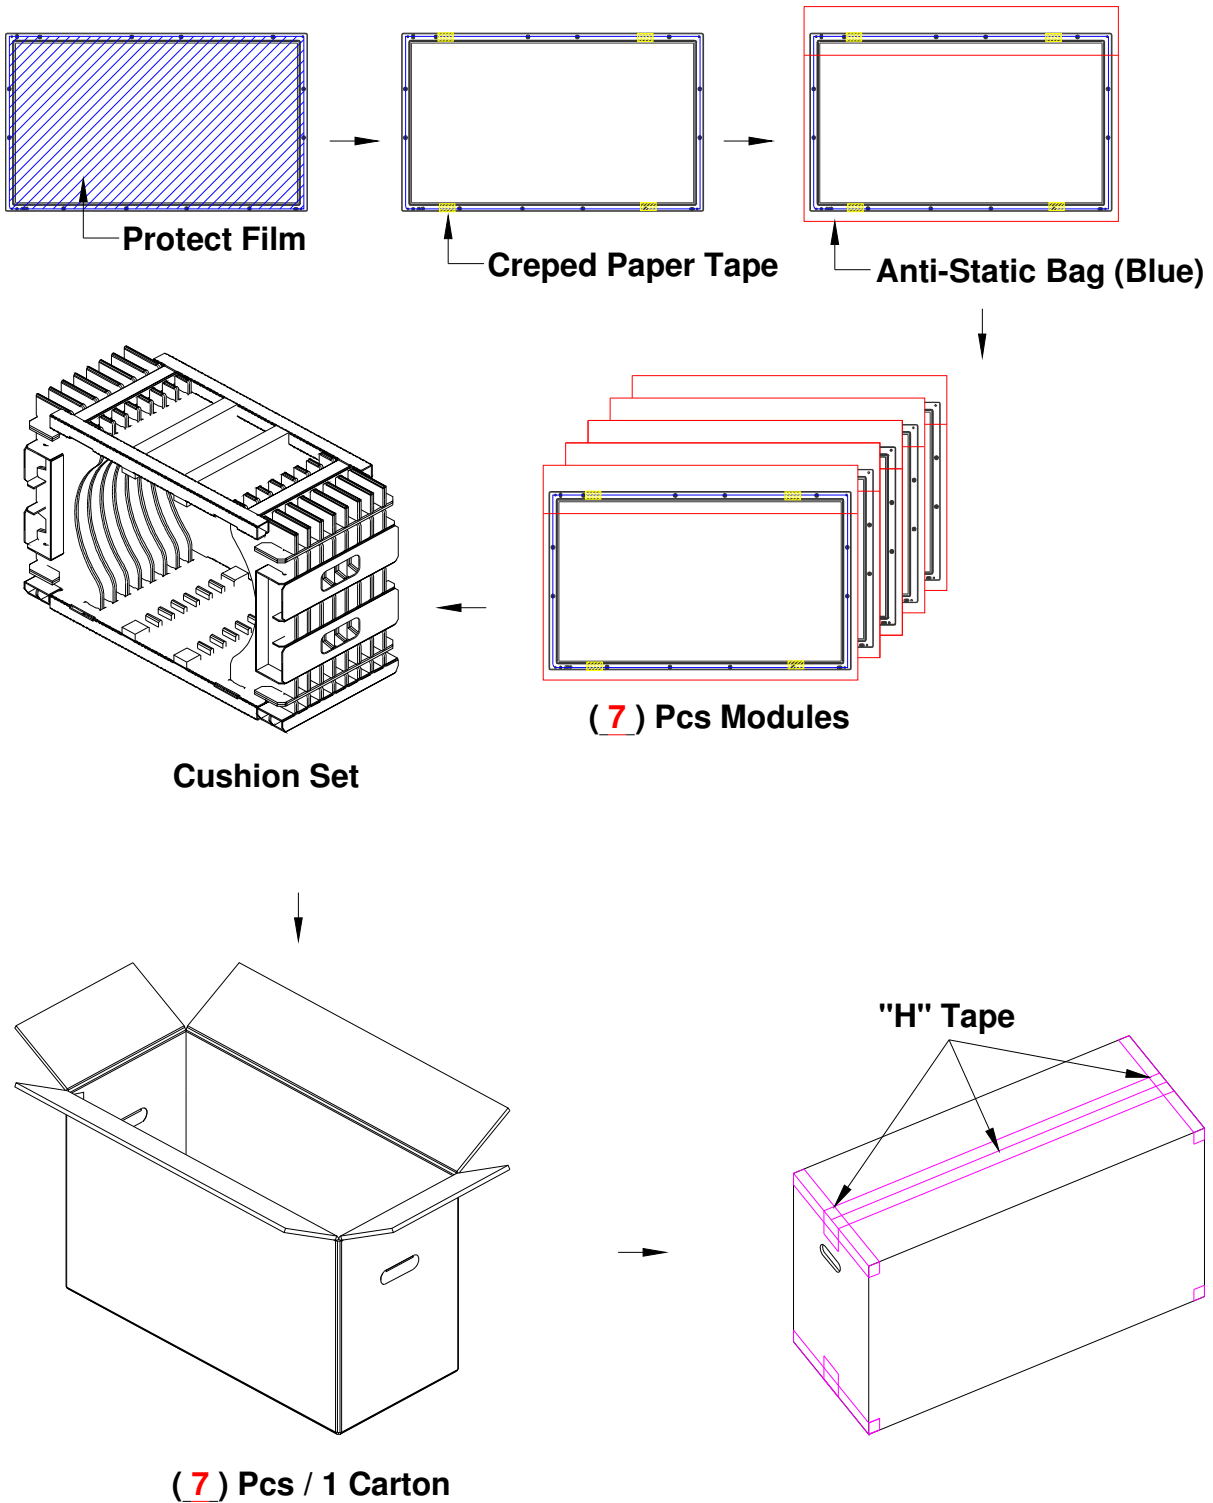 Protect Film
Creped Paper Tape
Anti-Static Bag (Blue)
( 7 ) Pcs Modules
Cushion Set
"H" Tape
( 7 ) Pcs / 1 Carton